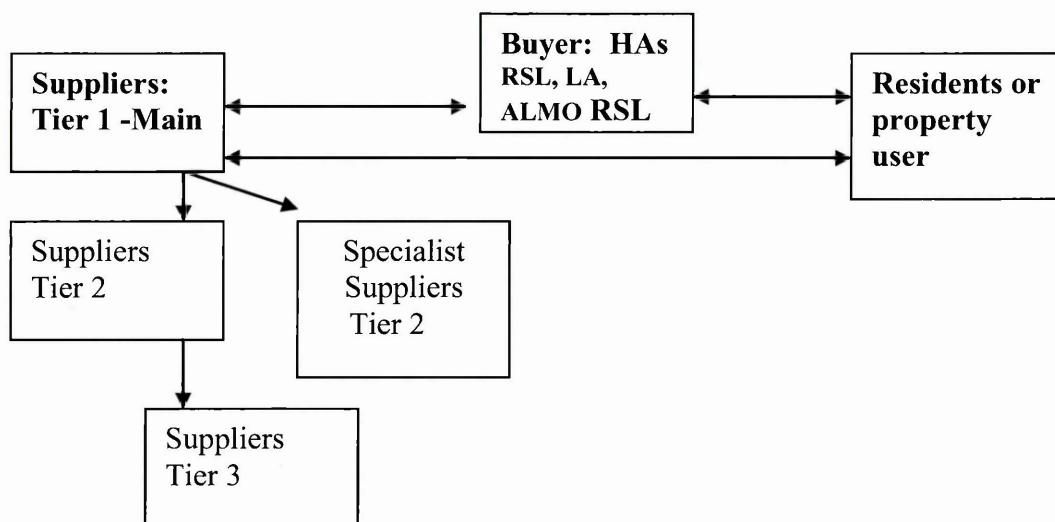 Buyer: HAs
RSL, LA,
ALMO RSL
Suppliers:
Tier 1 -Main
Residents or
property
user
Suppliers
Tier 2
Specialist
Suppliers
Tier 2
Suppliers
Tier 3